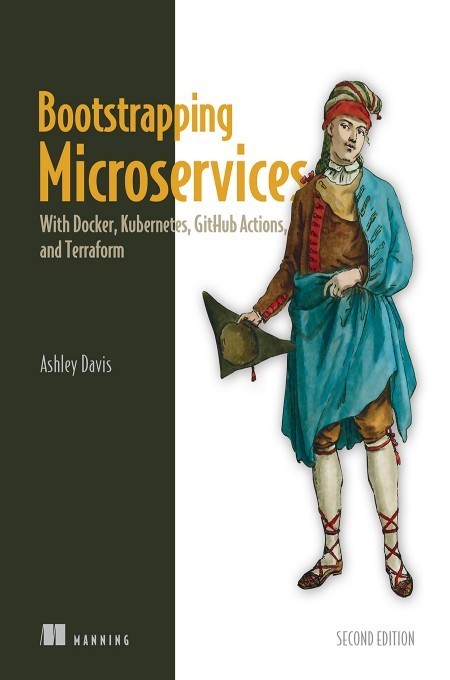 Bootstrapping
Microservices
With Docker, Kubernetes, GitHub Actions,
and Terraform
Ashley Davis
MANNING
SECOND EDITION